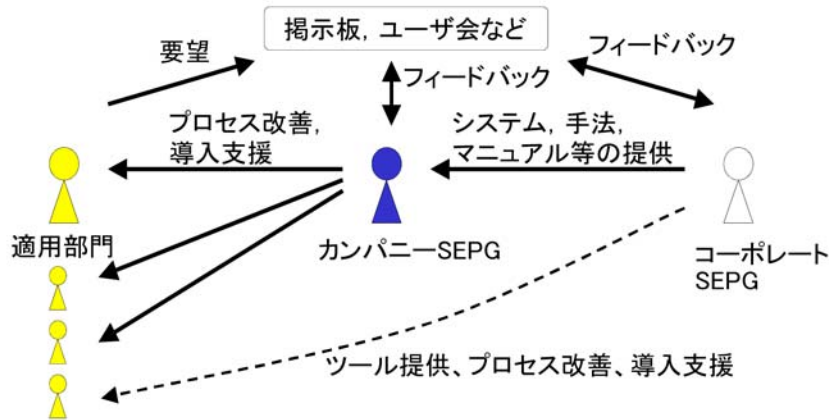 掲示板，ユーザ会など
要望
フィードバック
フィードバック
プロセス改善，
導入支援
システム，手法，
マニュアル等の提供
適用部門
カンパニーSEPG
コーポレート
SEPG
ツール提供、プロセス改善、導入支援